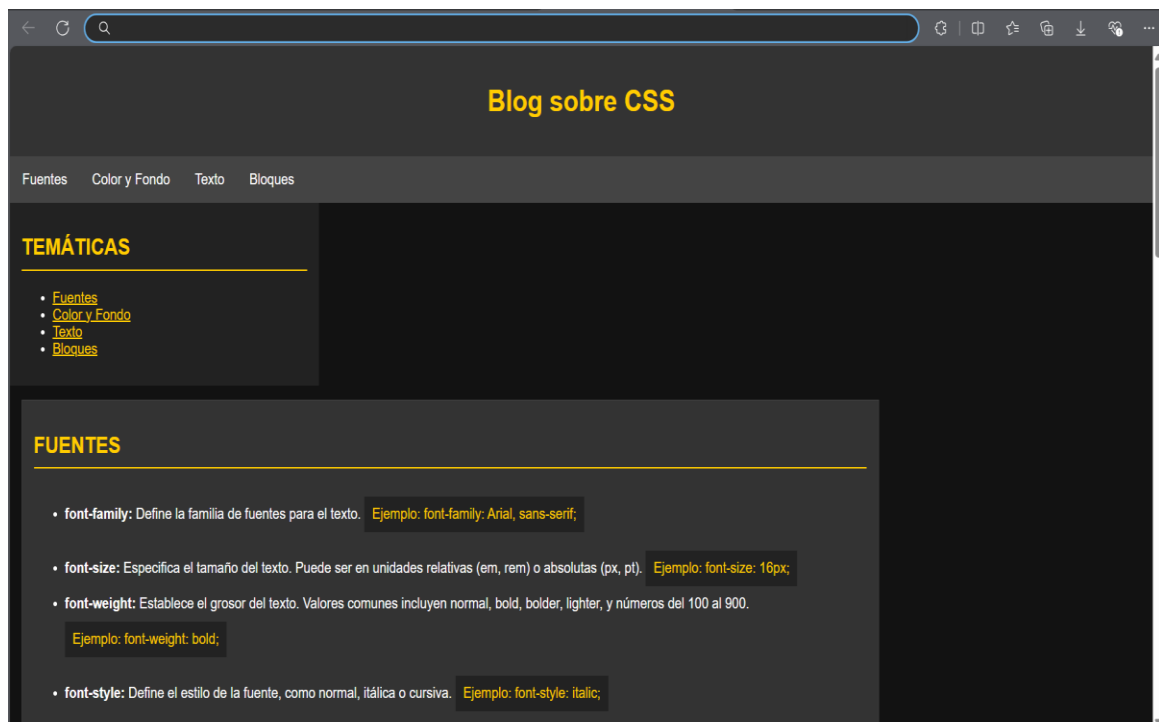 Blog sobre CSS
Fuentes Color y Fondo Texto Bloques
TEMÁTICAS
• Fuentes
• Color y Fondo
• Texto
• Bloques
FUENTES
• font-family: Define la familia de fuentes para el texto. Ejemplo: font-family: Arial, sans-serif;
• font-size: Especifica el tamaño del texto. Puede ser en unidades relativas (em, rem) o absolutas (px, pt). Ejemplo: font-size: 16px;
• font-weight: Establece el grosor del texto. Valores comunes incluyen normal, bold, bolder, lighter, y números del 100 al 900.
Ejemplo: font-weight: bold;
• font-style: Define el estilo de la fuente, como normal, itálica o cursiva. Ejemplo: font-style: italic;